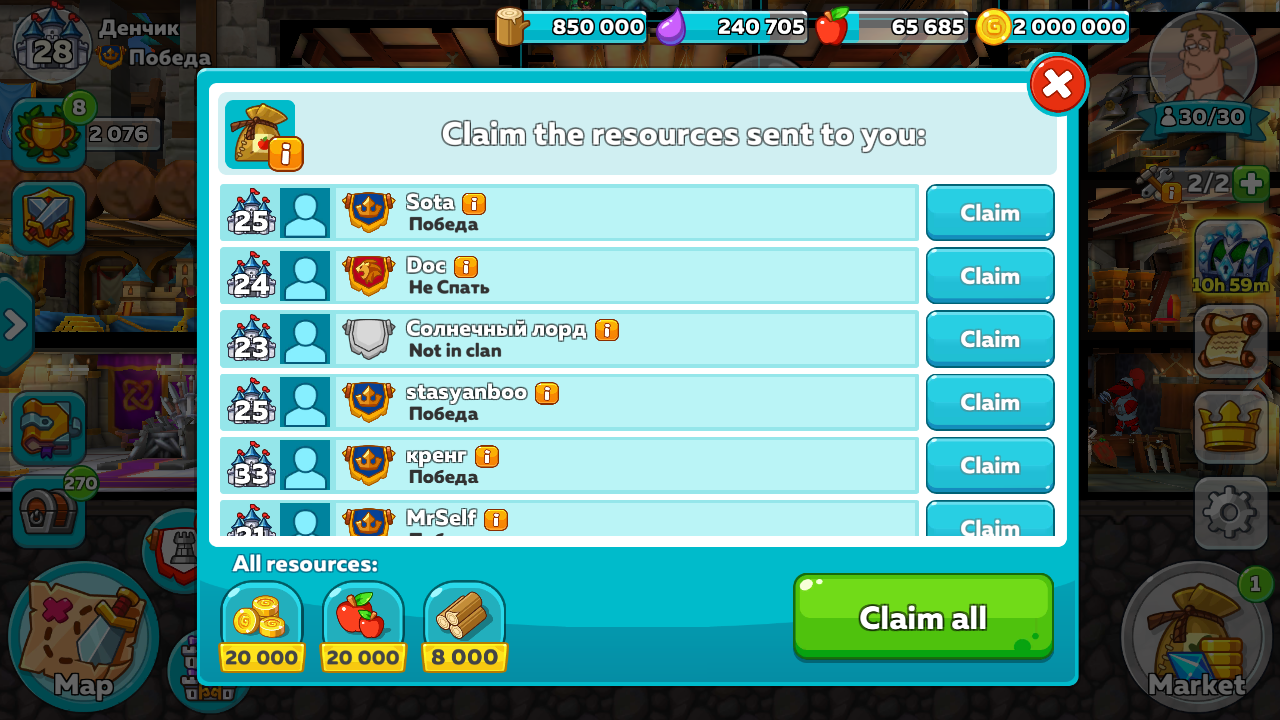 850 000
240 705
65 685
2 000 000
28
Денчик
Победа
8
2 076
30/30
2/2
Claim the resources sent to you:
25
Sota
Победа
Claim
24
Doc
Не Спать
Claim
10h 59m
23
Солнечный лорд
Not in clan
Claim
25
stasyanboo
Победа
Claim
33
кренг
Победа
Claim
270
MrSelf
Claim
All resources:
20 000
20 000
8 000
Claim all
1
Map
Market